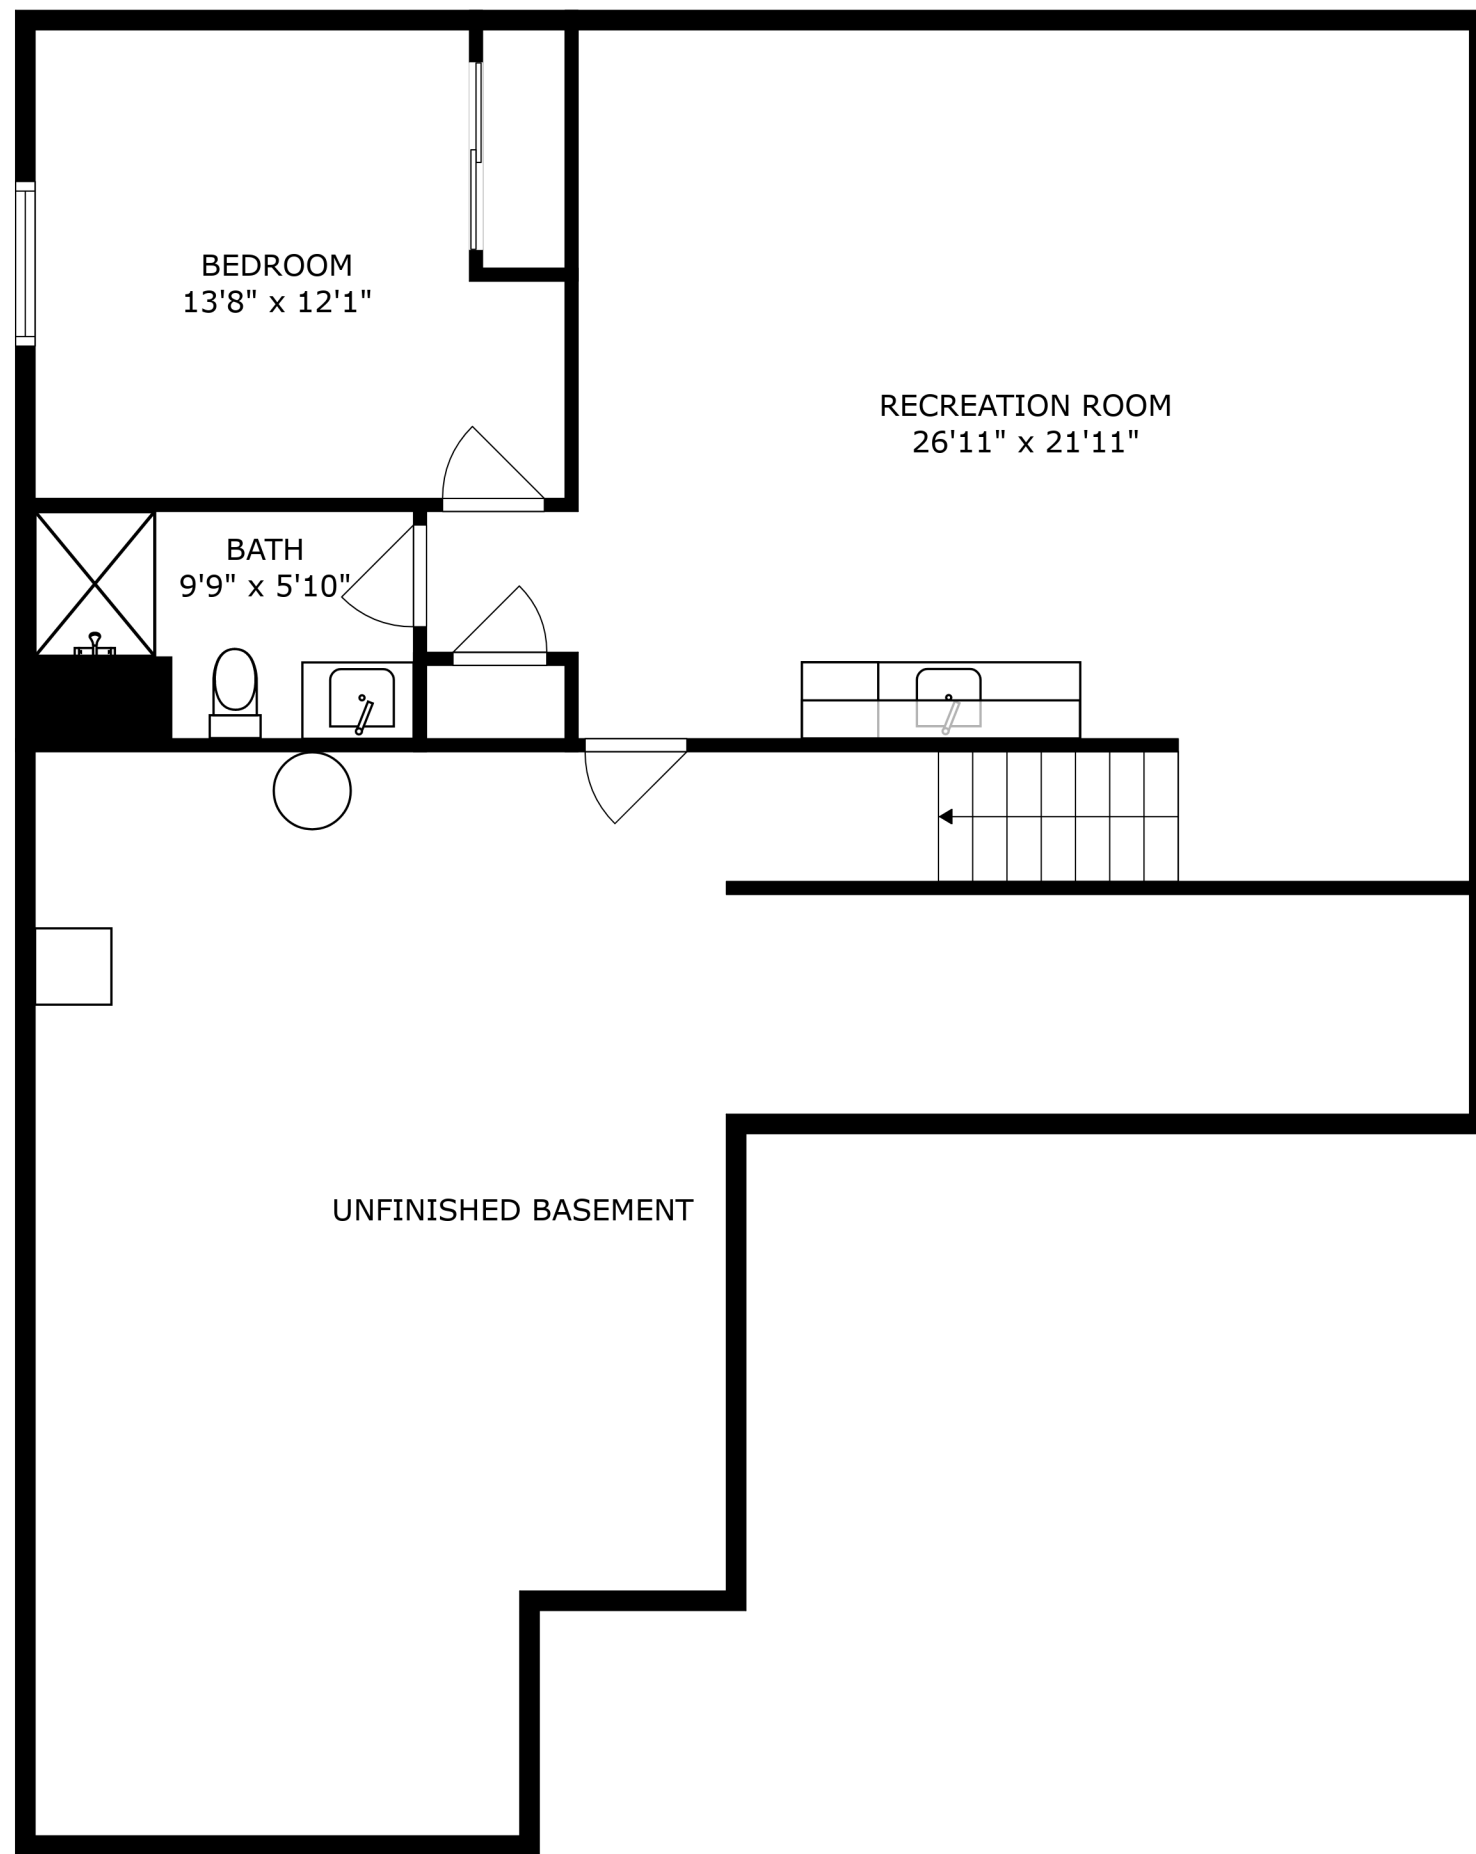 BEDROOM
13'8" x 12'1"
RECREATION ROOM
26'11" x 21'11"
BATH
9'9" x 5'10"
UNFINISHED BASEMENT